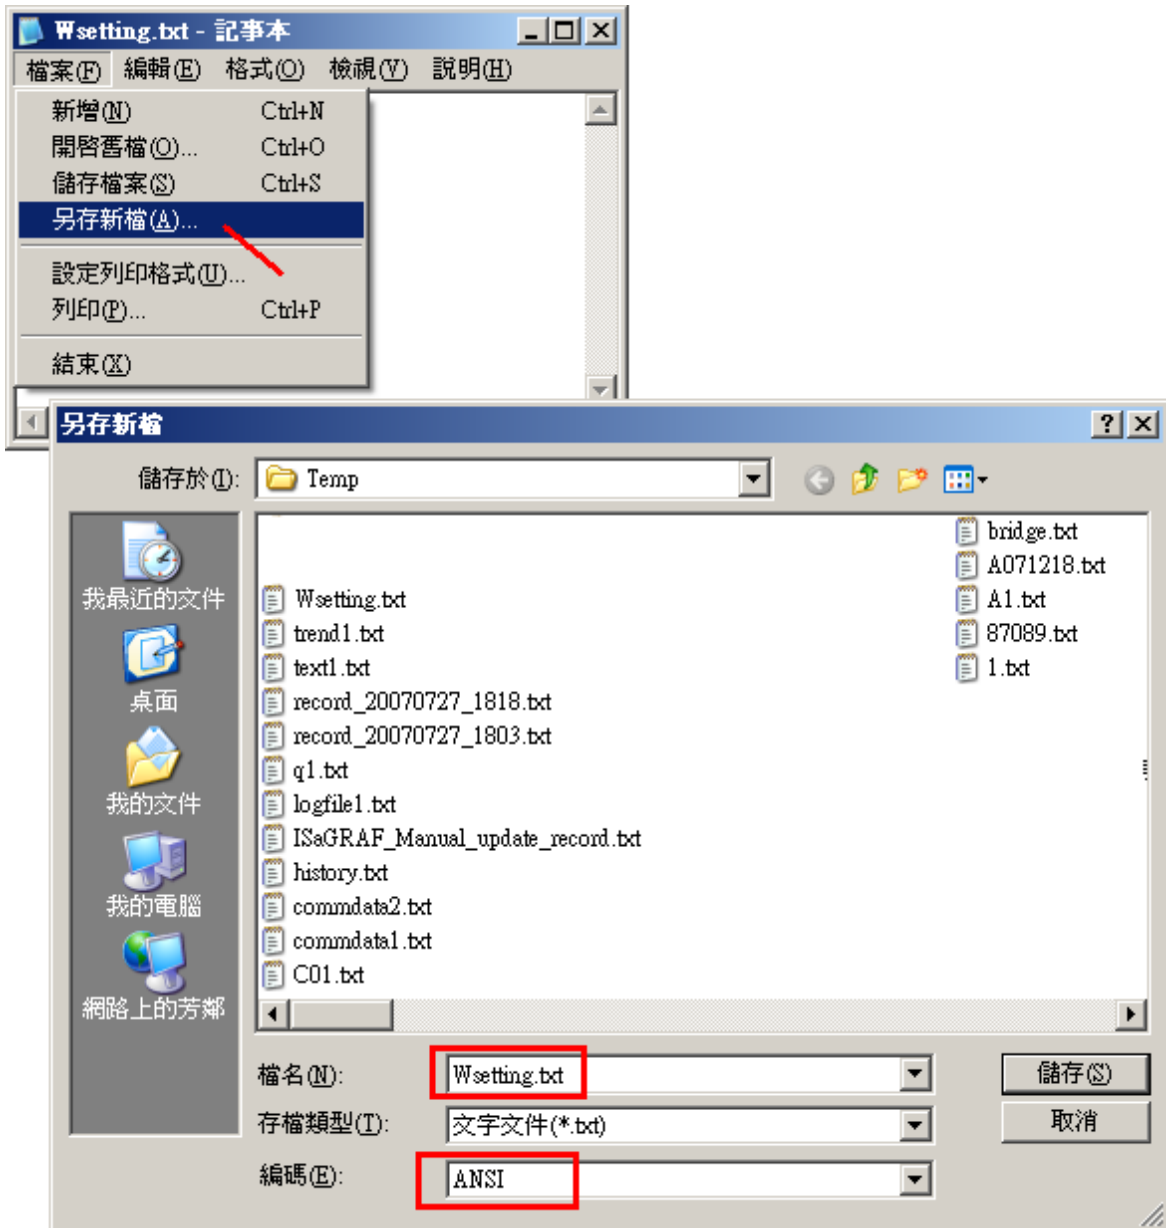 Wsetting.txt - 記事本
檔案(F) 編輯(E) 格式(O) 檢視(V) 說明(H)
新增(N) Ctrl+N
開啓舊檔(O)... Ctrl+O
儲存檔案(S) Ctrl+S
另存新檔(A)...
設定列印格式(U)...
列印(P)... Ctrl+P
結束(X)
另存新檔
儲存於(I): Temp
我最近的文件
桌面
我的文件
我的電腦
網路上的芳鄰
Wsetting.txt
trend1.txt
text1.txt
record_20070727_1818.txt
record_20070727_1803.txt
q1.txt
logfile1.txt
ISaGRAF_Manual_update_record.txt
history.txt
commdata2.txt
commdata1.txt
C01.txt
bridge.txt
A071218.txt
A1.txt
87089.txt
1.txt
檔名(N): Wsetting.txt 儲存(S)
存檔類型(T): 文字文件(*.txt) 取消
編碼(E): ANSI